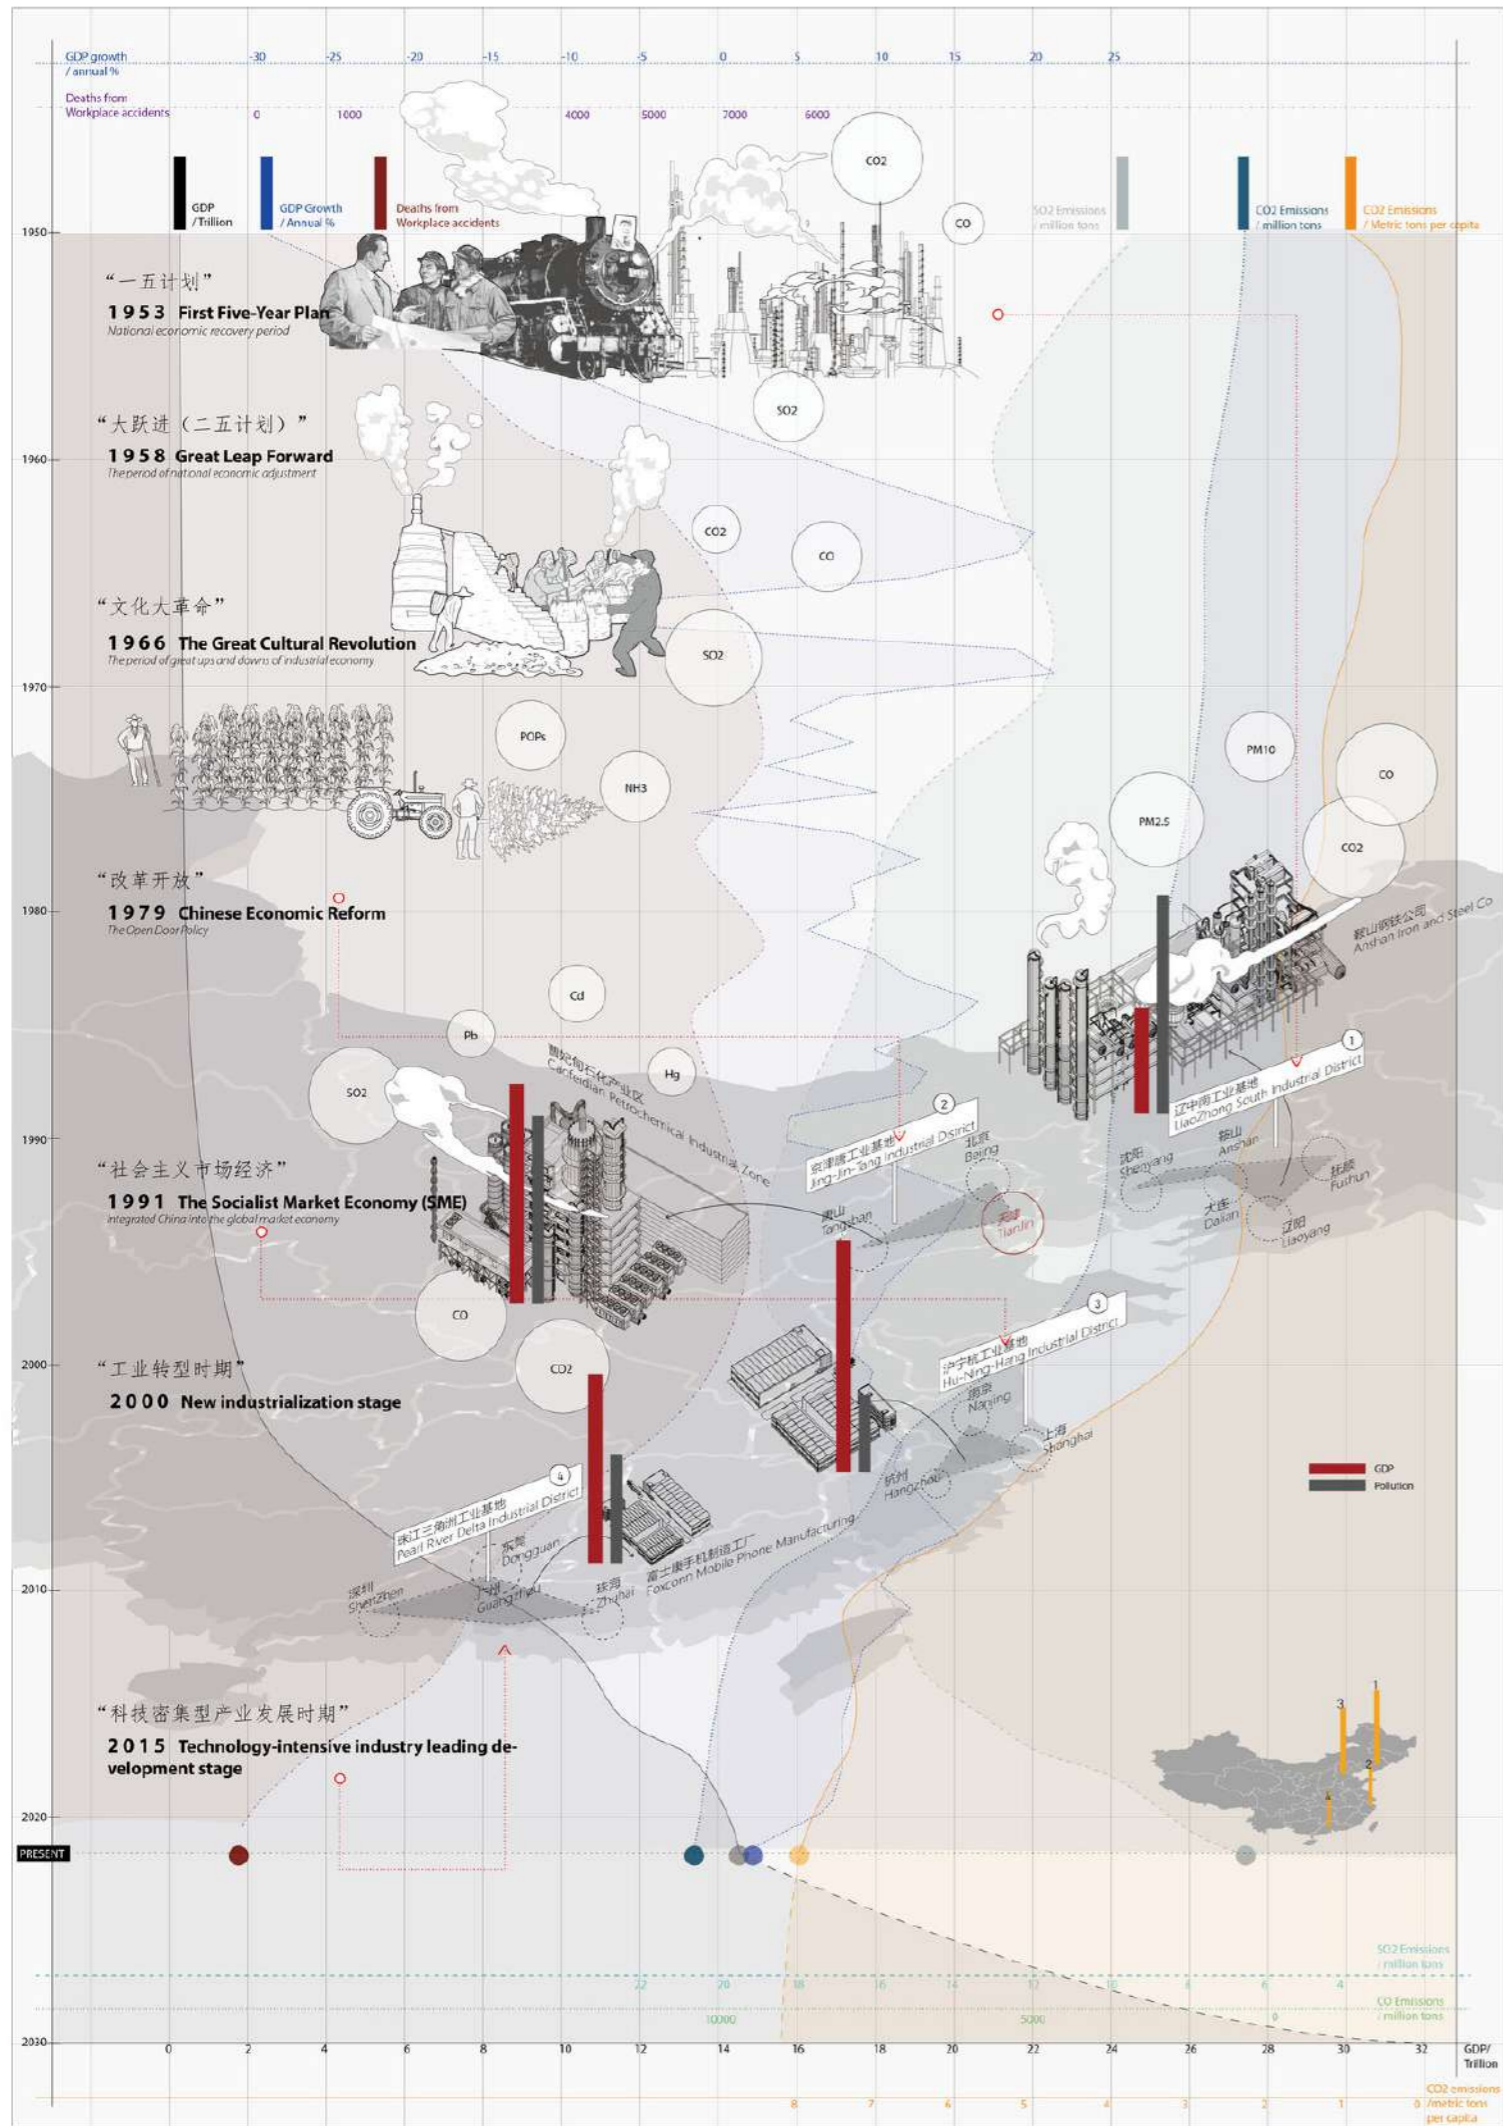 GDP growth
/ annual %
-30 -25 -20 -15 -10 -5 0 5 10 15 20 25
Deaths from
Workplace accidents
0 1000 4000 5000 7000 6000
GDP
/Trillion
GDP Growth
/ Annual %
Deaths from
Workplace accidents
SO2 Emissions
/ million tons
CO2 Emissions
/ million tons
CO2 Emissions
/ Metric tons per capita
CO2
CO
1950
“一五计划”
1953 First Five-Year Plan
National economic recovery period
SO2
“大跃进（二五计划）”
1958 Great Leap Forward
The period of national economic adjustment
1960
CO2
CO
“文化大革命”
1966 The Great Cultural Revolution
The period of great ups and downs of industrial economy
SO2
1970
POPs
NH3
PM10
CO
PM2.5
CO2
“改革开放”
1979 Chinese Economic Reform
The Open Door Policy
1980
鞍山钢铁公司
Anshan Iron and Steel Co
Cd
Pb
Hg
SO2
曹妃甸石化产业区
Caofeidian Petrochemical Industrial Zone
1
辽中南工业基地
LiaoZhong South Industrial District
2
京津唐工业基地
Jing-Jin-Tang Industrial District
北京
Beijing
沈阳
Shenyang
鞍山
Anshan
抚顺
Fushun
大连
Dalian
辽阳
Liaoyang
唐山
Tangshan
天津
TianJin
1990
“社会主义市场经济”
1991 The Socialist Market Economy (SME)
integrated China into the global market economy
CO
CO2
3
沪宁杭工业基地
Hu-Ning-Hang Industrial District
南京
Nanjing
上海
Shanghai
杭州
Hangzhou
2000
“工业转型时期”
2000 New industrialization stage
GDP
Pollution
4
珠江三角洲工业基地
Pearl River Delta Industrial District
东莞
Dongguan
深圳
ShenZhen
广州
Guangzhou
珠海
Zhuhai
富士康手机制造工厂
Foxconn Mobile Phone Manufacturing
2010
“科技密集型产业发展时期”
2015 Technology-intensive industry leading de-
velopment stage
1
3
2
4
2020
PRESENT
SO2 Emissions
/ million tons
22 20 18 16 14 12 10 8 6 4
CO Emissions
/ million tons
10000 5000 0
2030
0 2 4 6 8 10 12 14 16 18 20 22 24 26 28 30 32
GDP/
Trillion
CO2 emissions
/metric tons
per capita
8 7 6 5 4 3 2 1 0